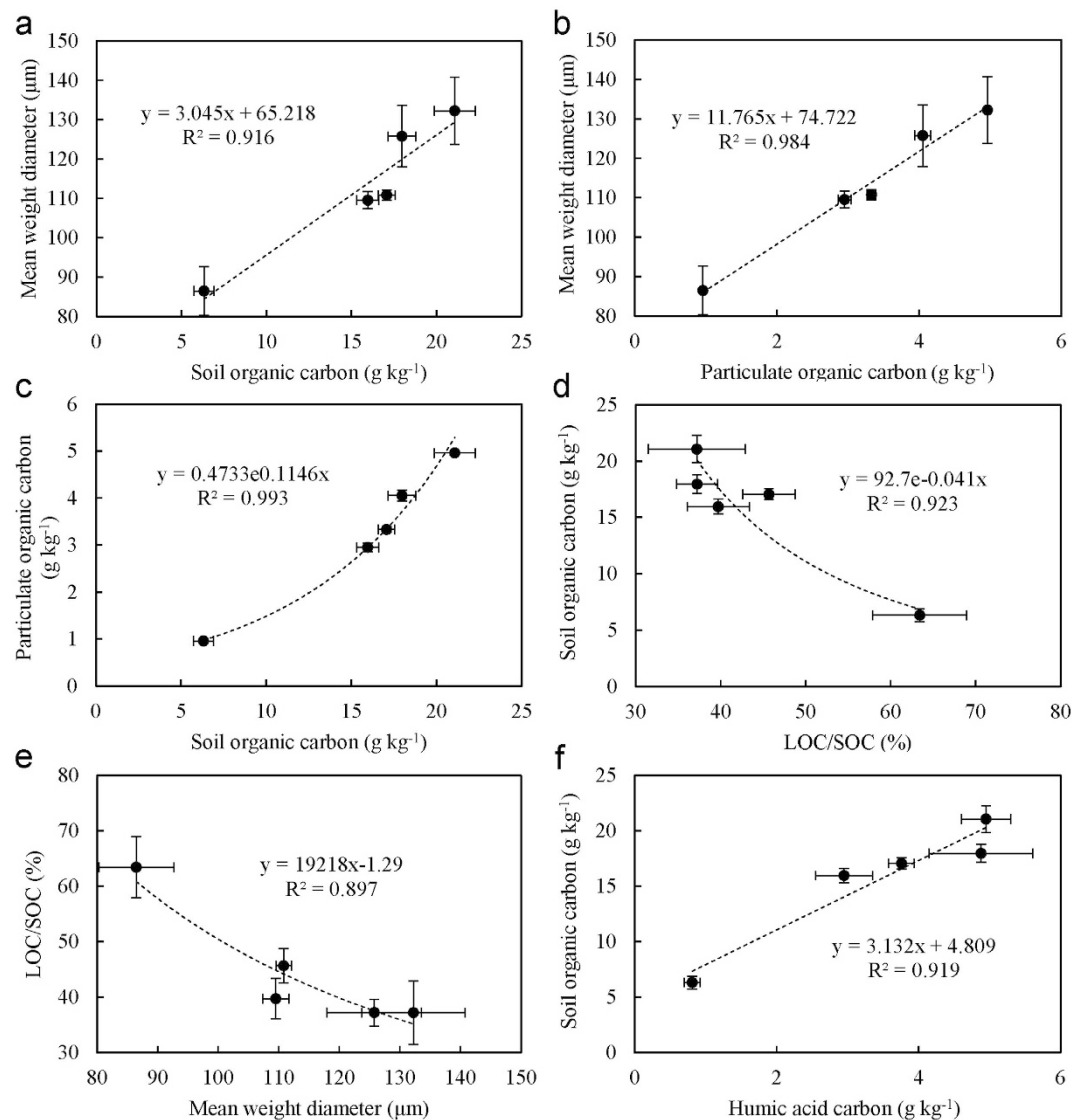 a
150
140
130
120
110
100
90
80
Mean weight diameter (μm)
y = 3.045x + 65.218
R² = 0.916
0 5 10 15 20 25
Soil organic carbon (g kg⁻¹)
b
150
140
130
120
110
100
90
80
Mean weight diameter (μm)
y = 11.765x + 74.722
R² = 0.984
0 2 4 6
Particulate organic carbon (g kg⁻¹)
c
6
5
4
3
2
1
0
Particulate organic carbon
(g kg⁻¹)
y = 0.4733e0.1146x
R² = 0.993
0 5 10 15 20 25
Soil organic carbon (g kg⁻¹)
d
25
20
15
10
5
0
Soil organic carbon (g kg⁻¹)
y = 92.7e-0.041x
R² = 0.923
30 40 50 60 70 80
LOC/SOC (%)
e
80
70
60
50
40
30
LOC/SOC (%)
y = 19218x-1.29
R² = 0.897
80 90 100 110 120 130 140 150
Mean weight diameter (μm)
f
25
20
15
10
5
0
Soil organic carbon (g kg⁻¹)
y = 3.132x + 4.809
R² = 0.919
0 2 4 6
Humic acid carbon (g kg⁻¹)